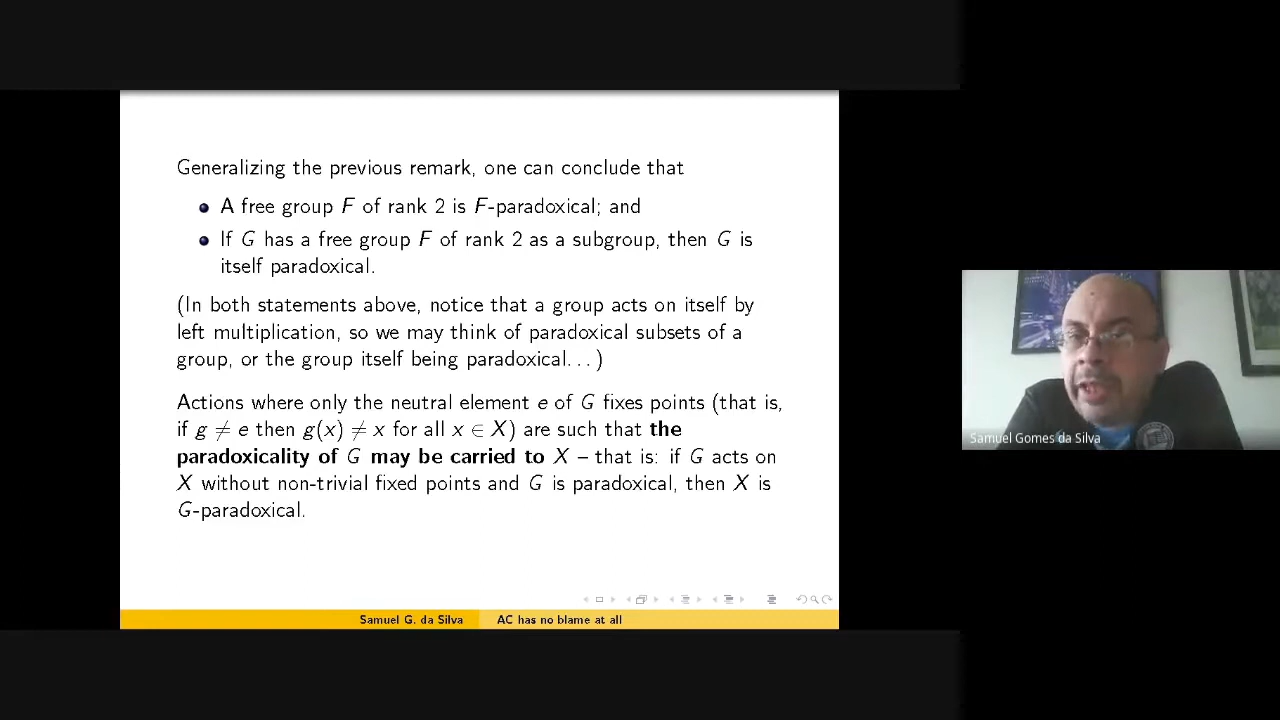 Generalizing the previous remark, one can conclude that
A free group F of rank 2 is F-paradoxical; and
If G has a free group F of rank 2 as a subgroup, then G is
itself paradoxical.
(In both statements above, notice that a group acts on itself by
left multiplication, so we may think of paradoxical subsets of a
group, or the group itself being paradoxical. . . )
Actions where only the neutral element e of G fixes points (that is,
if g ≠ e then g(x) ≠ x for all x ∈ X) are such that the
paradoxicality of G may be carried to X – that is: if G acts on
X without non-trivial fixed points and G is paradoxical, then X is
G-paradoxical.
Samuel G. da Silva
AC has no blame at all
Samuel Gomes da Silva